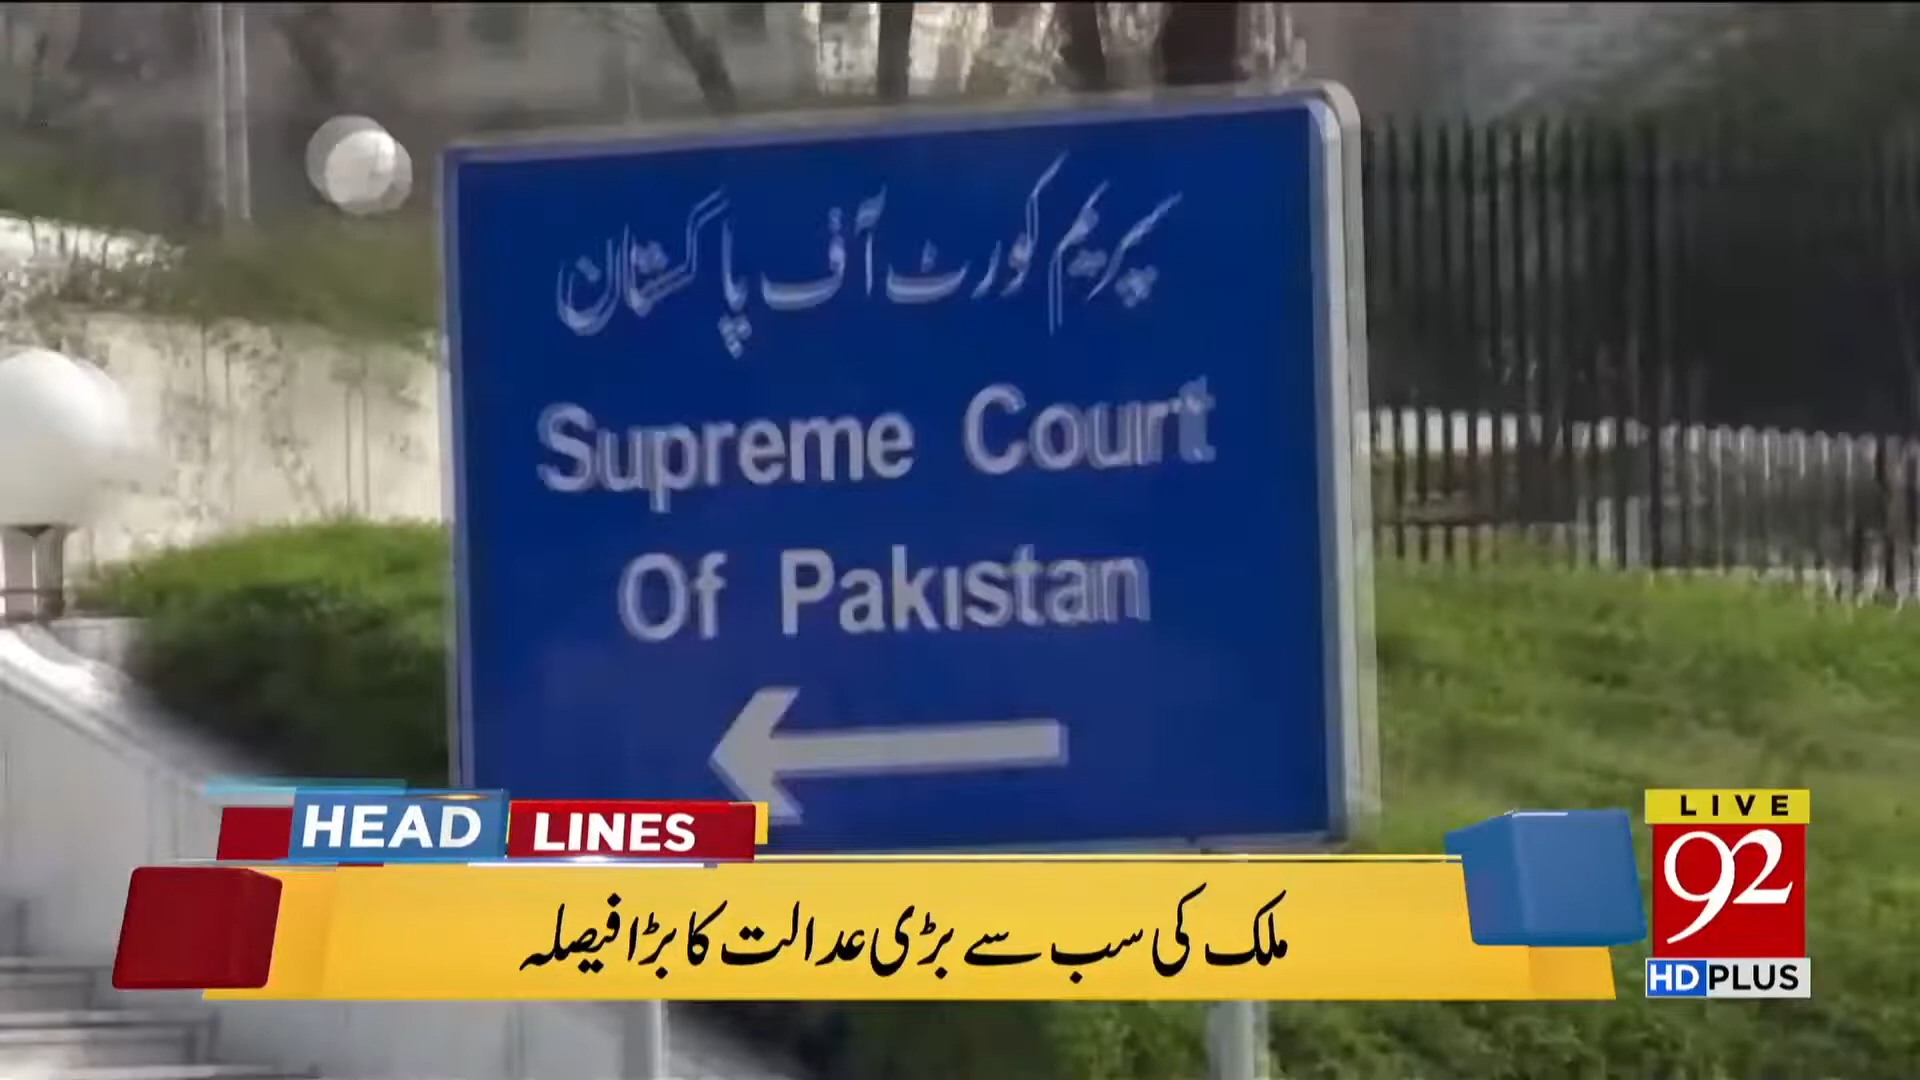 سپریم کورٹ آف پاکستان
Supreme Court
Of Pakistan
HEAD LINES
ملک کی سب سے بڑی عدالت کا بڑا فیصلہ
LIVE
92
HD PLUS